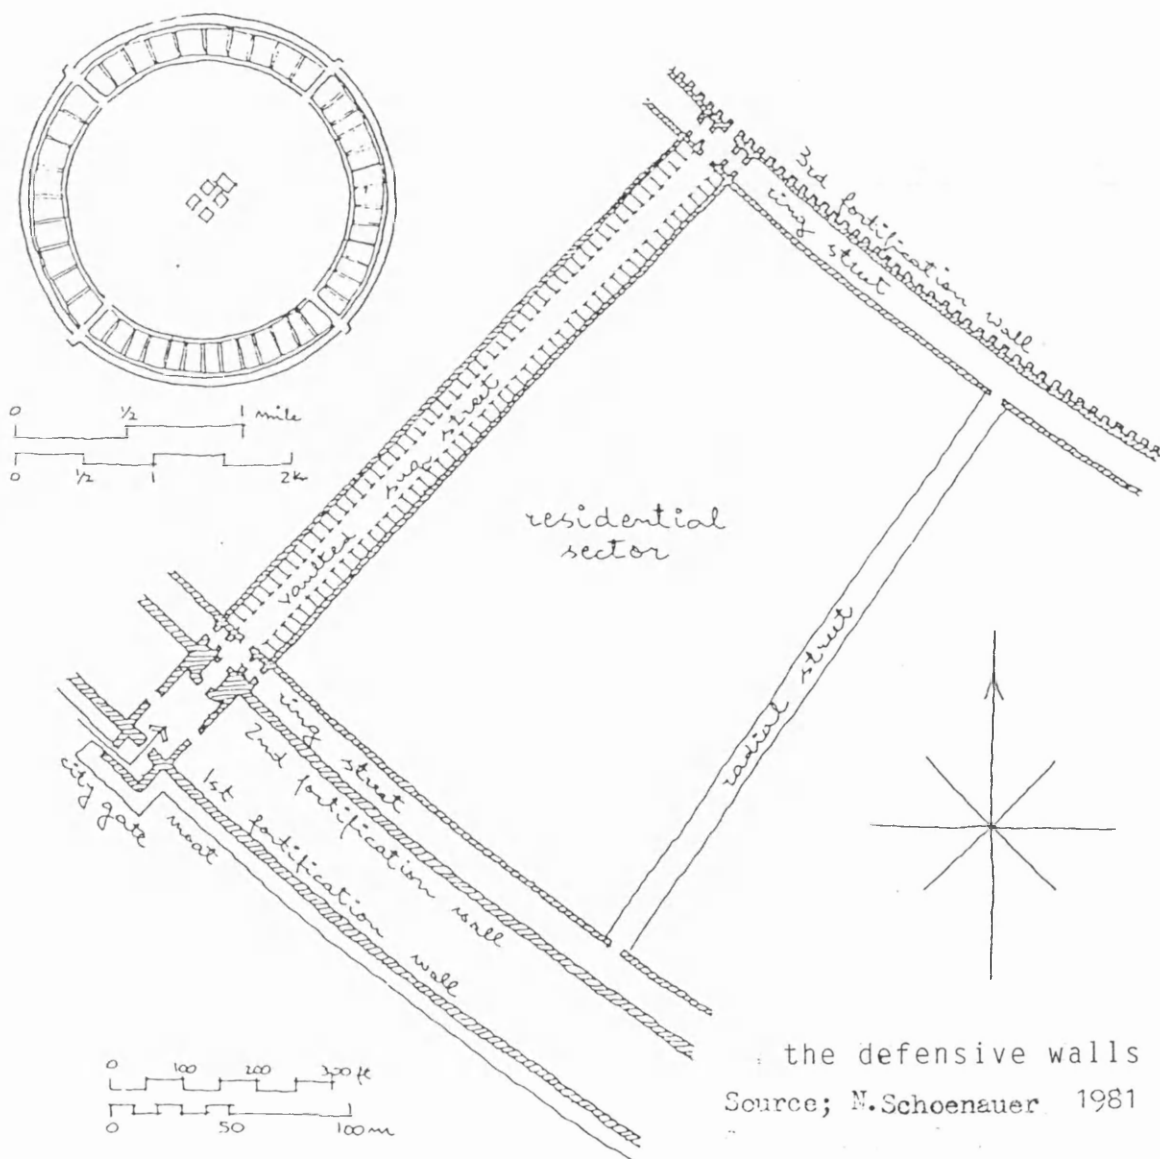 0 1/2 1 mile
0 1/2 1 2km
3rd fortification wall
ring street
vaulted
residential
sector
radial street
ring street
2nd fortification wall
1st fortification wall
city gate
moat
0 100 200 300 ft
0 50 100m
the defensive walls
Source; N.Schoenauer 1981